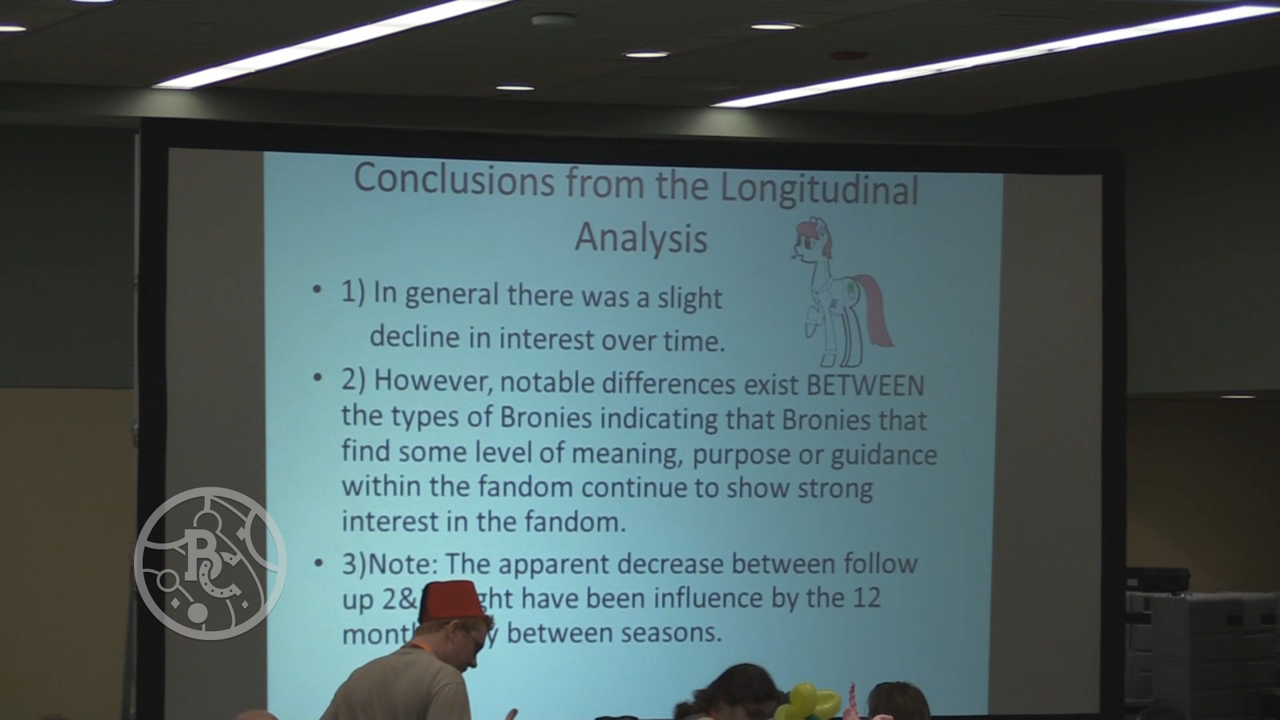 Conclusions from the Longitudinal
Analysis
• 1) In general there was a slight
decline in interest over time.
• 2) However, notable differences exist BETWEEN
the types of Bronies indicating that Bronies that
find some level of meaning, purpose or guidance
within the fandom continue to show strong
interest in the fandom.
• 3)Note: The apparent decrease between follow
up 2& have been influence by the 12
between seasons.
BC